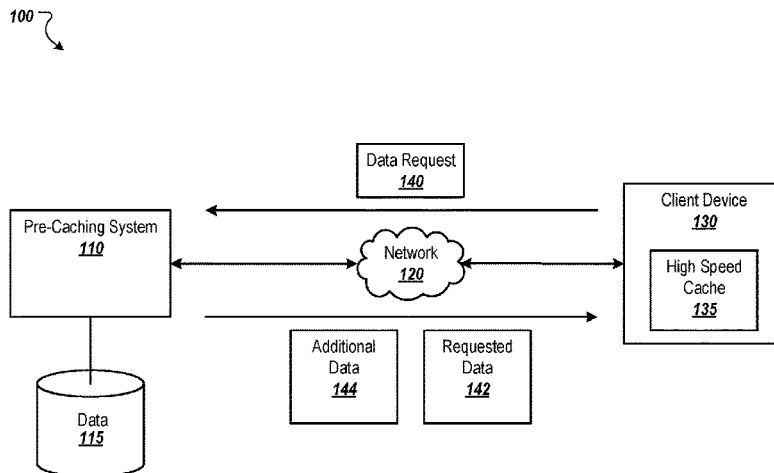 100
Data Request
140
Pre-Caching System
110
Network
120
Client Device
130
High Speed
Cache
135
Additional
Data
144
Requested
Data
142
Data
115